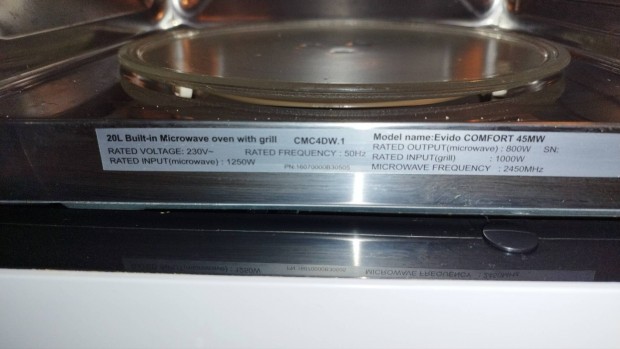 20L Built-in Microwave oven with grill CMC4DW.1 Model name:Evido COMFORT 45MW
RATED VOLTAGE: 230V~ RATED FREQUENCY : 50Hz RATED OUTPUT(microwave) : 800W SN:
RATED INPUT(microwave) : 1250W RATED INPUT(grill) : 1000W
MICROWAVE FREQUENCY : 2450MHz